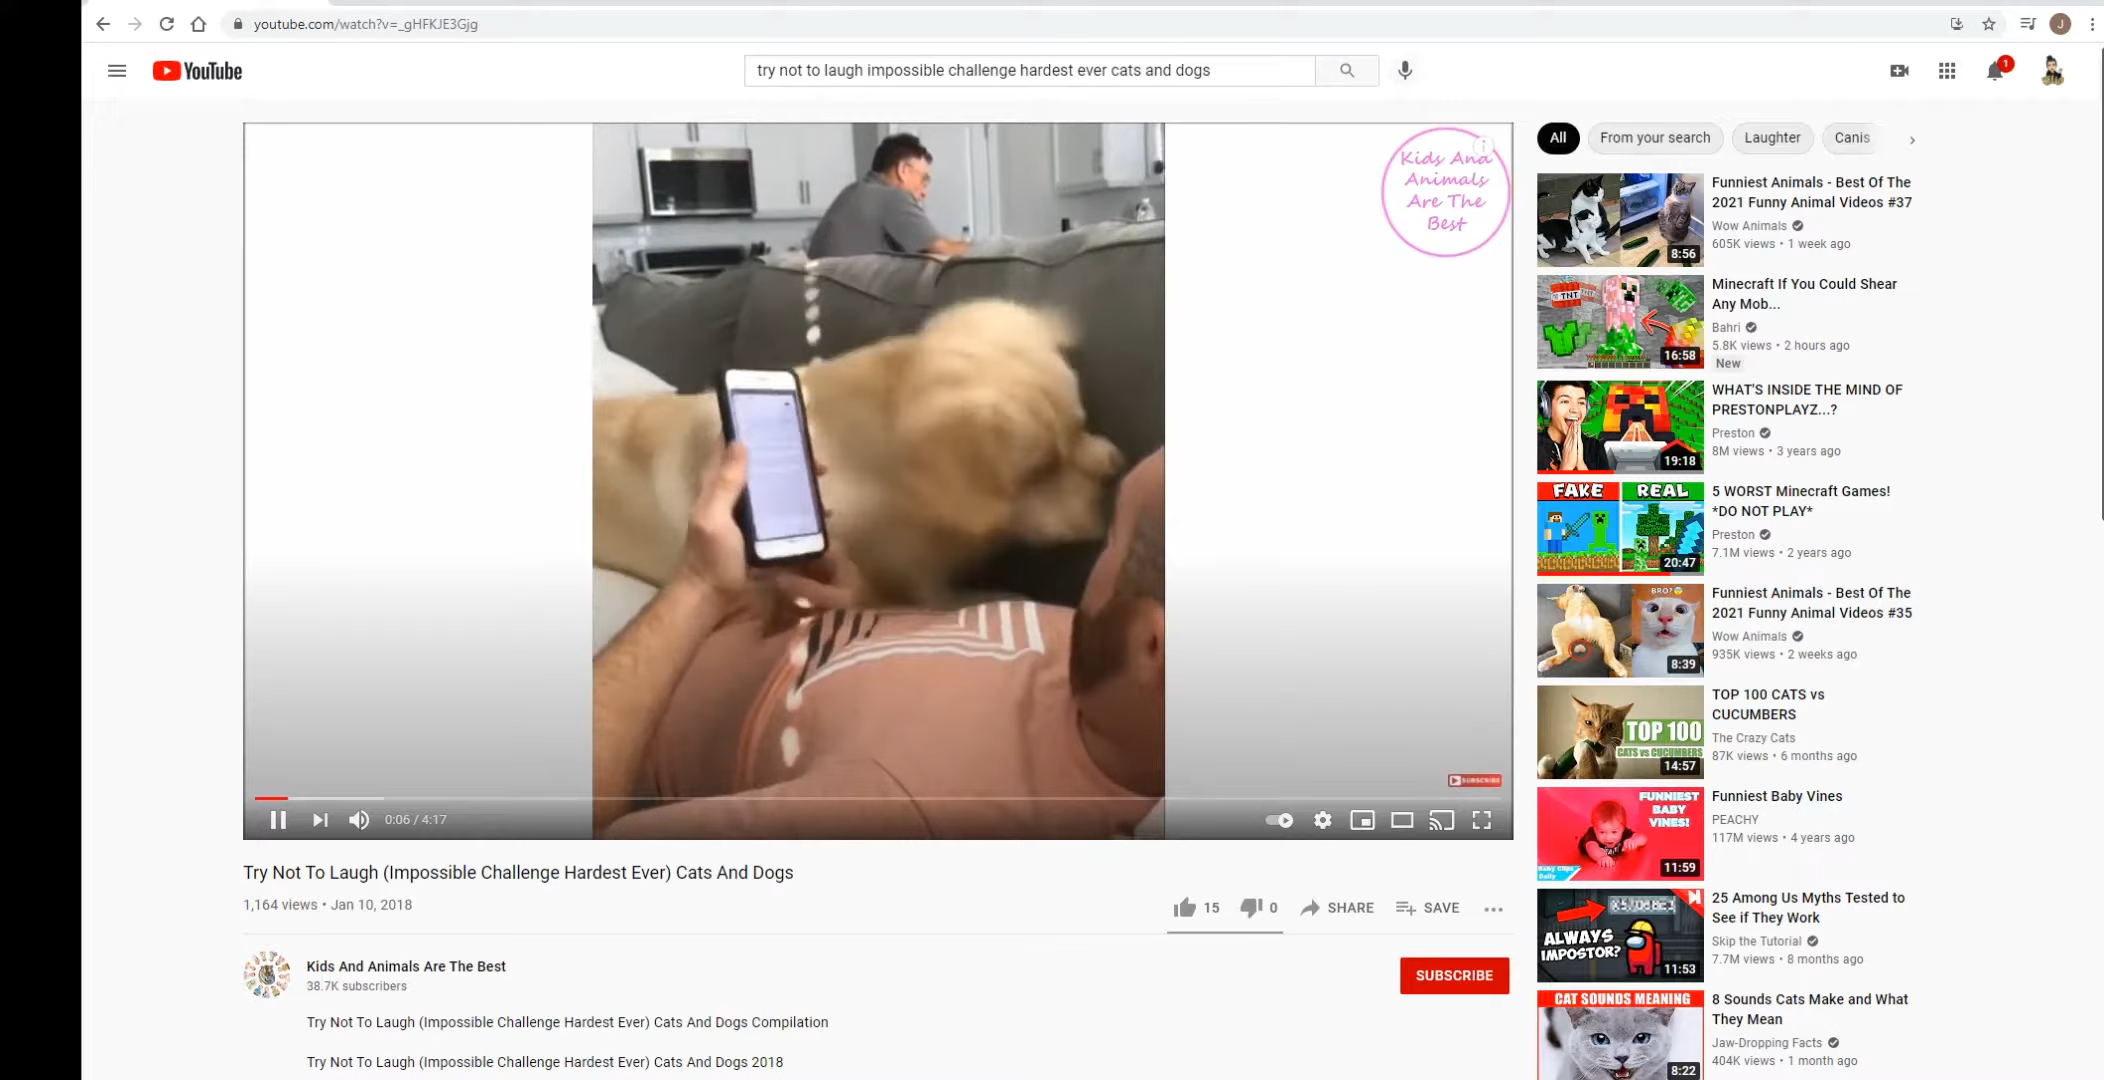 youtube.com/watch?v=_gHFKJE3Gjg
J
YouTube
try not to laugh impossible challenge hardest ever cats and dogs
1
Kids And
Animals
Are The
Best
SUBSCRIBE
0:06 / 4:17
Try Not To Laugh (Impossible Challenge Hardest Ever) Cats And Dogs
1,164 views • Jan 10, 2018
15
0
SHARE
SAVE
Kids And Animals Are The Best
38.7K subscribers
SUBSCRIBE
Try Not To Laugh (Impossible Challenge Hardest Ever) Cats And Dogs Compilation
Try Not To Laugh (Impossible Challenge Hardest Ever) Cats And Dogs 2018
All From your search Laughter Canis
8:56
Funniest Animals - Best Of The
2021 Funny Animal Videos #37
Wow Animals
605K views • 1 week ago
TNT
TNT
16:58
Minecraft If You Could Shear
Any Mob...
Bahri
5.8K views • 2 hours ago
New
19:18
WHAT'S INSIDE THE MIND OF
PRESTONPLAYZ...?
Preston
8M views • 3 years ago
FAKE REAL
20:47
5 WORST Minecraft Games!
*DO NOT PLAY*
Preston
7.1M views • 2 years ago
BRO?
8:39
Funniest Animals - Best Of The
2021 Funny Animal Videos #35
Wow Animals
935K views • 2 weeks ago
TOP 100
CATS vs CUCUMBERS
14:57
TOP 100 CATS vs
CUCUMBERS
The Crazy Cats
87K views • 6 months ago
FUNNIEST
BABY
VINES!
Baby Clips
Daily
11:59
Funniest Baby Vines
PEACHY
117M views • 4 years ago
ALWAYS
IMPOSTOR?
11:53
25 Among Us Myths Tested to
See if They Work
Skip the Tutorial
7.7M views • 8 months ago
CAT SOUNDS MEANING
8:22
8 Sounds Cats Make and What
They Mean
Jaw-Dropping Facts
404K views • 1 month ago